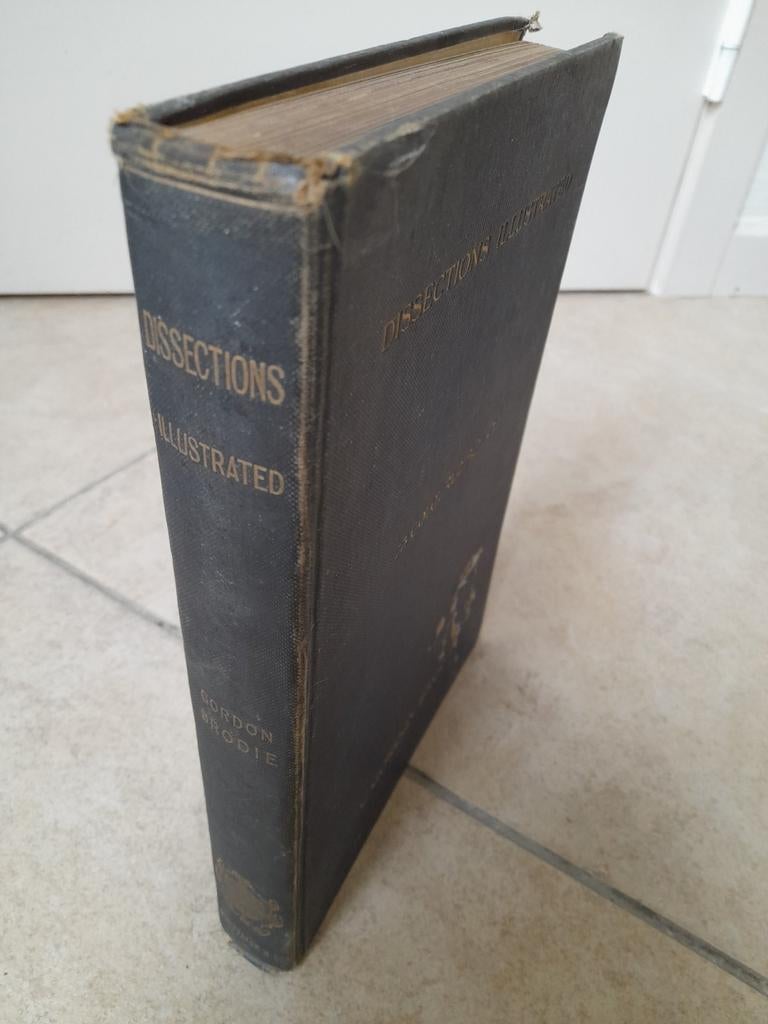 DISSECTIONS
ILLUSTRATED
GORDON
BRODIE
DISSECTIONS ILLUSTRATED